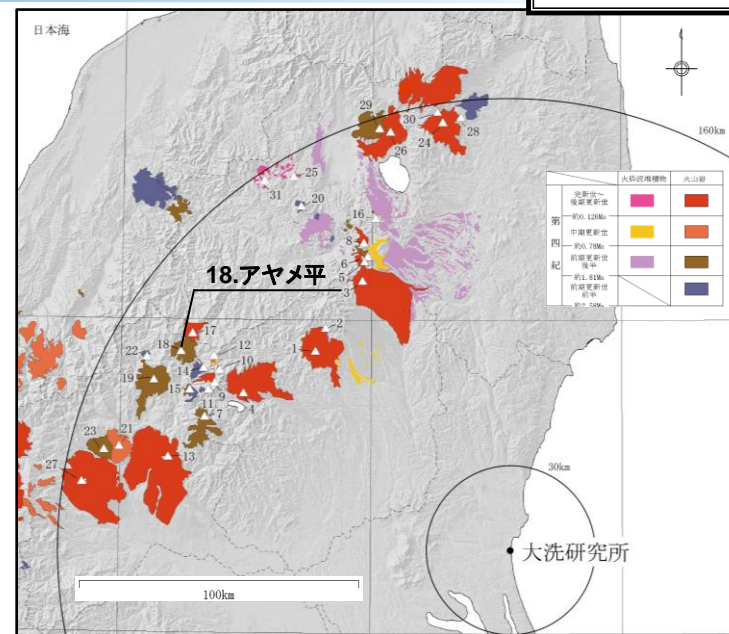 日本海
160km
29
30
24
28
26
25
31
20
16
8
6
5
3
火砕流堆積物
火山岩
第四紀
完新世～
後期更新世
約0.126Ma
中期更新世
約0.78Ma
前期更新世
後半
約1.81Ma
前期更新世
前半
約2.58Ma
18.アヤメ平
17
2
18
12
1
22
14
10
19
15
9
4
11
7
23
21
13
27
30km
大洗研究所
100km